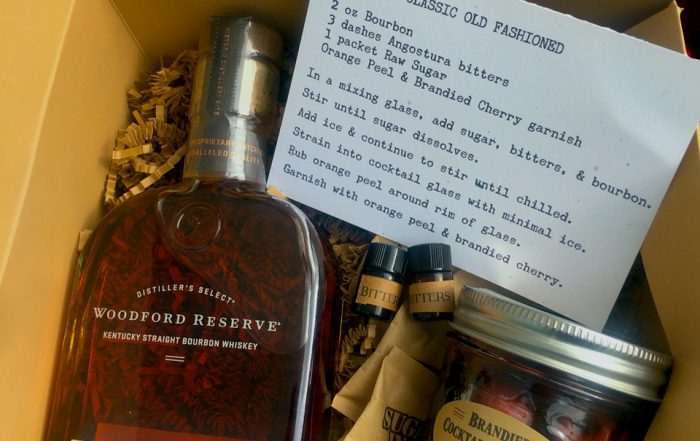 CLASSIC OLD FASHIONED
2 oz Bourbon
3 dashes Angostura bitters
1 packet Raw Sugar
Orange Peel & Brandied Cherry garnish
In a mixing glass, add sugar, bitters, & bourbon.
Stir until sugar dissolves.
Add ice & continue to stir until chilled.
Strain into cocktail glass with minimal ice.
Rub orange peel around rim of glass.
Garnish with orange peel & brandied cherry.
HISTORIC DISTILLERY SITE
DISTILLER'S SELECT
WOODFORD RESERVE®
KENTUCKY STRAIGHT BOURBON WHISKEY
BITTERS
BITTERS